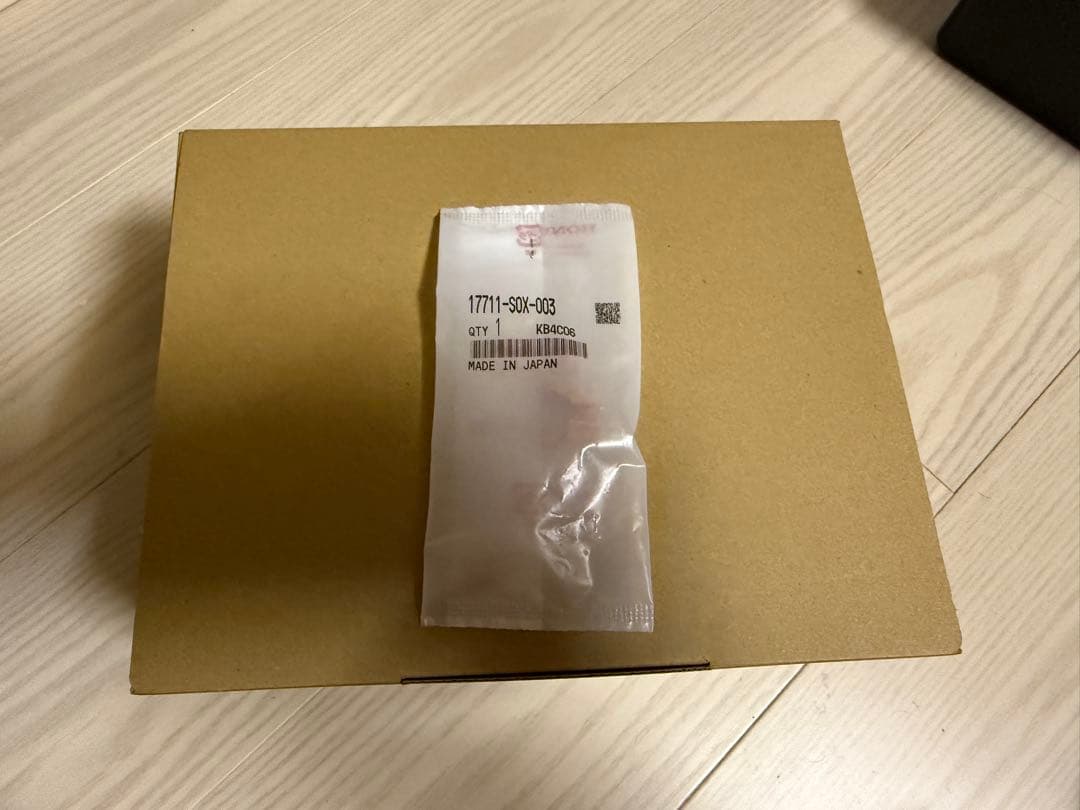 17711-S0X-003
QTY 1 KB4C06
MADE IN JAPAN